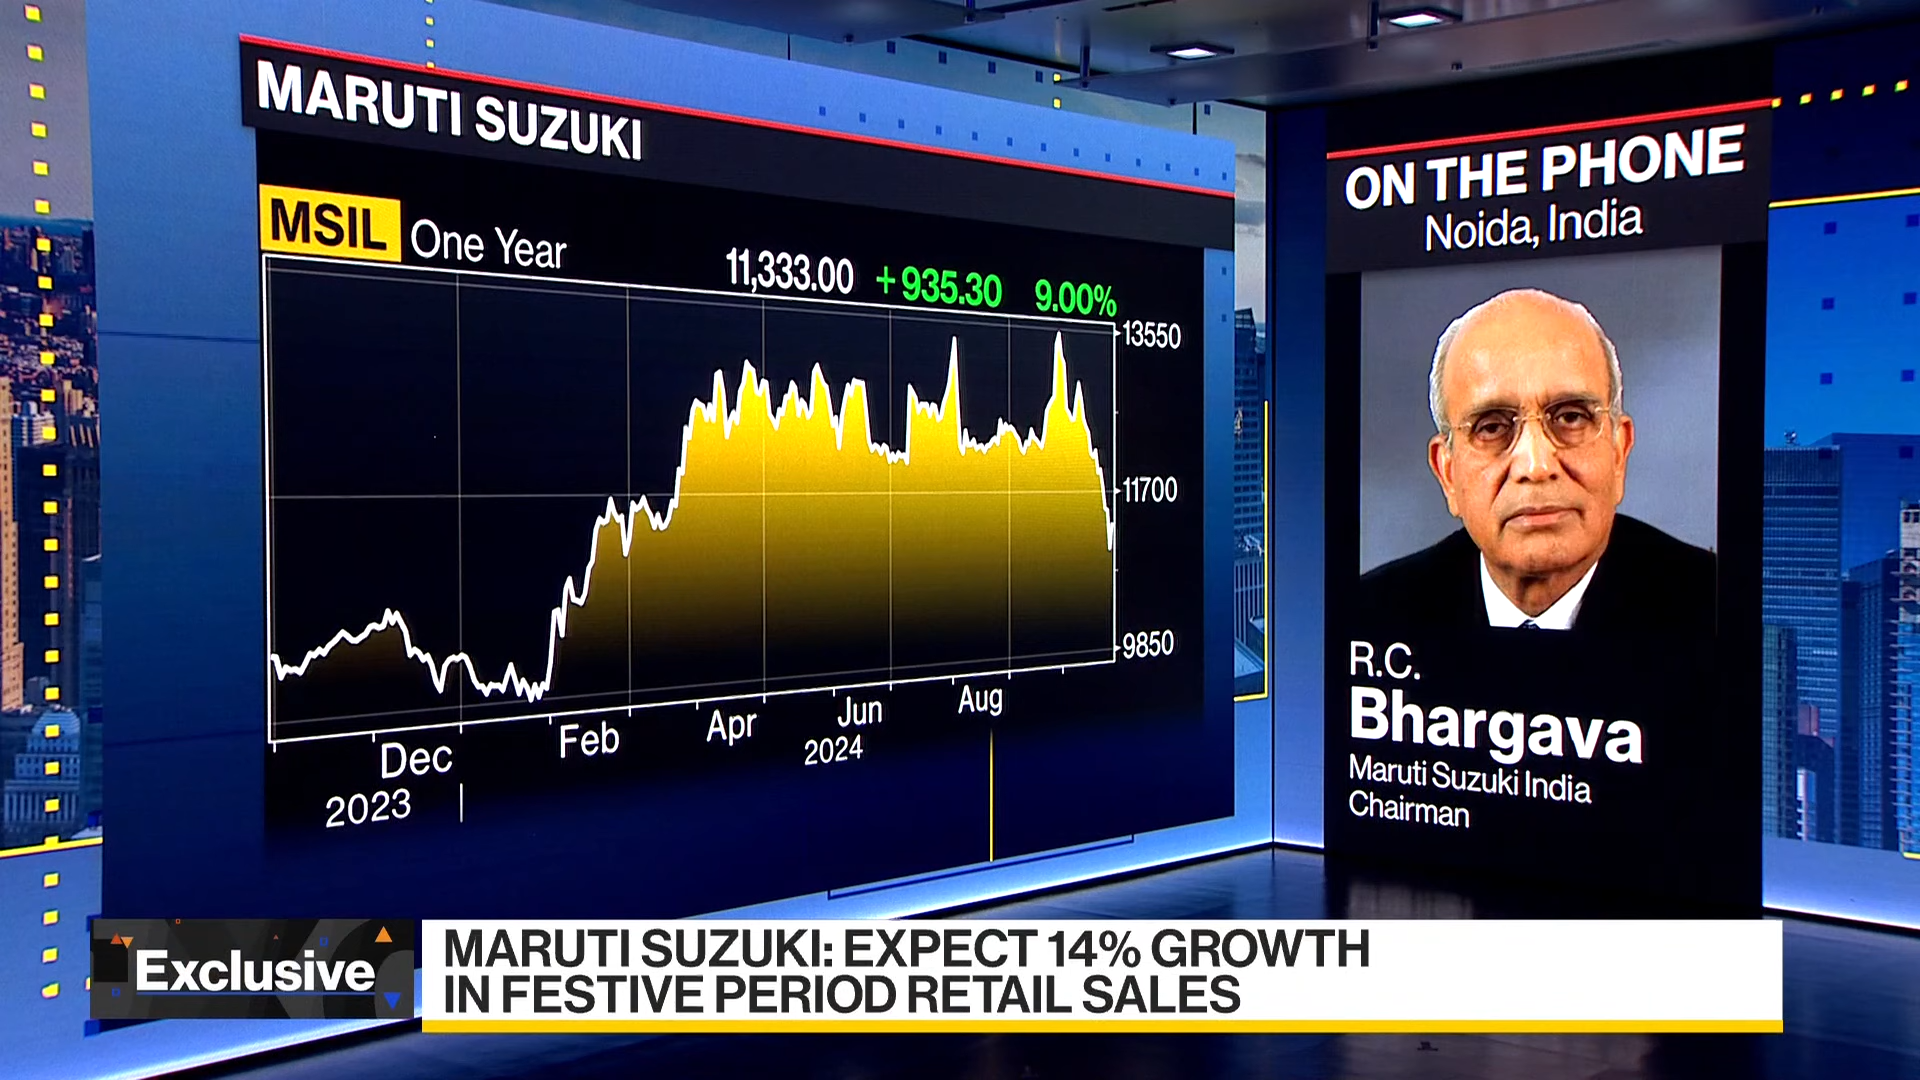 MARUTI SUZUKI
MSIL One Year 11,333.00 +935.30 9.00%
13550
11700
9850
Dec Feb Apr Jun Aug
2023 2024
ON THE PHONE
Noida, India
R.C.
Bhargava
Maruti Suzuki India
Chairman
Exclusive
MARUTI SUZUKI: EXPECT 14% GROWTH
IN FESTIVE PERIOD RETAIL SALES